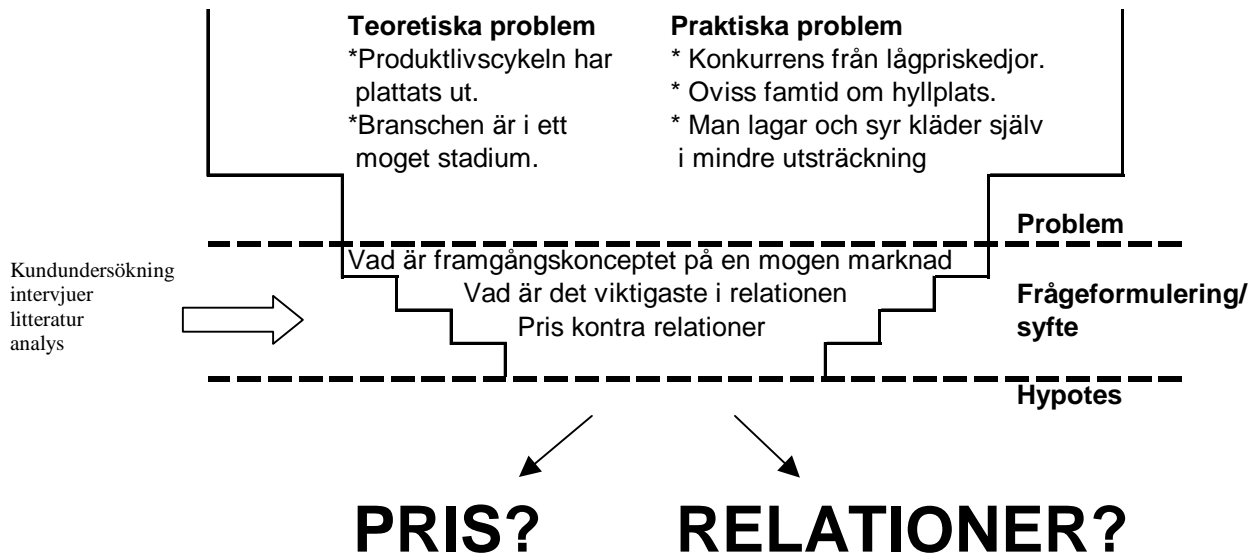 Teoretiska problem
*Produktlivscykeln har
plattats ut.
*Branschen är i ett
moget stadium.
Praktiska problem
* Konkurrens från lågpriskedjor.
* Oviss famtid om hyllplats.
* Man lagar och syr kläder själv
i mindre utsträckning
Problem
Kundundersökning
intervjuer
litteratur
analys
Vad är framgångskonceptet på en mogen marknad
Vad är det viktigaste i relationen
Pris kontra relationer
Frågeformulering/
syfte
Hypotes
PRIS?
RELATIONER?